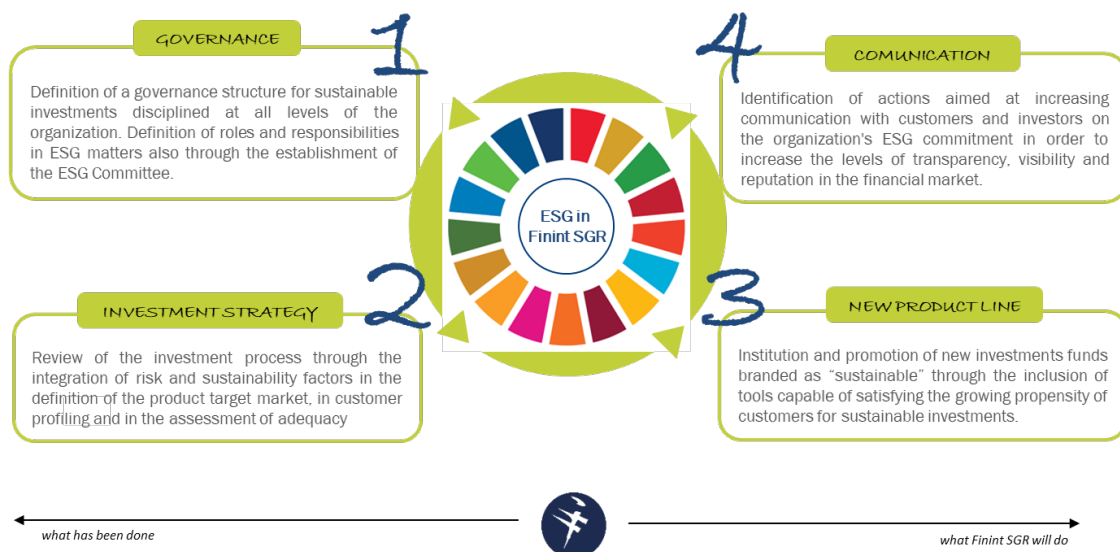 1
GOVERNANCE
Definition of a governance structure for sustainable
investments disciplined at all levels of the
organization. Definition of roles and responsibilities
in ESG matters also through the establishment of
the ESG Committee.
2
INVESTMENT STRATEGY
Review of the investment process through the
integration of risk and sustainability factors in the
definition of the product target market, in customer
profiling and in the assessment of adequacy
ESG in
Finint SGR
4
COMUNICATION
Identification of actions aimed at increasing
communication with customers and investors on
the organization's ESG commitment in order to
increase the levels of transparency, visibility and
reputation in the financial market.
3
NEW PRODUCT LINE
Institution and promotion of new investments funds
branded as “sustainable” through the inclusion of
tools capable of satisfying the growing propensity of
customers for sustainable investments.
what has been done
what Finint SGR will do